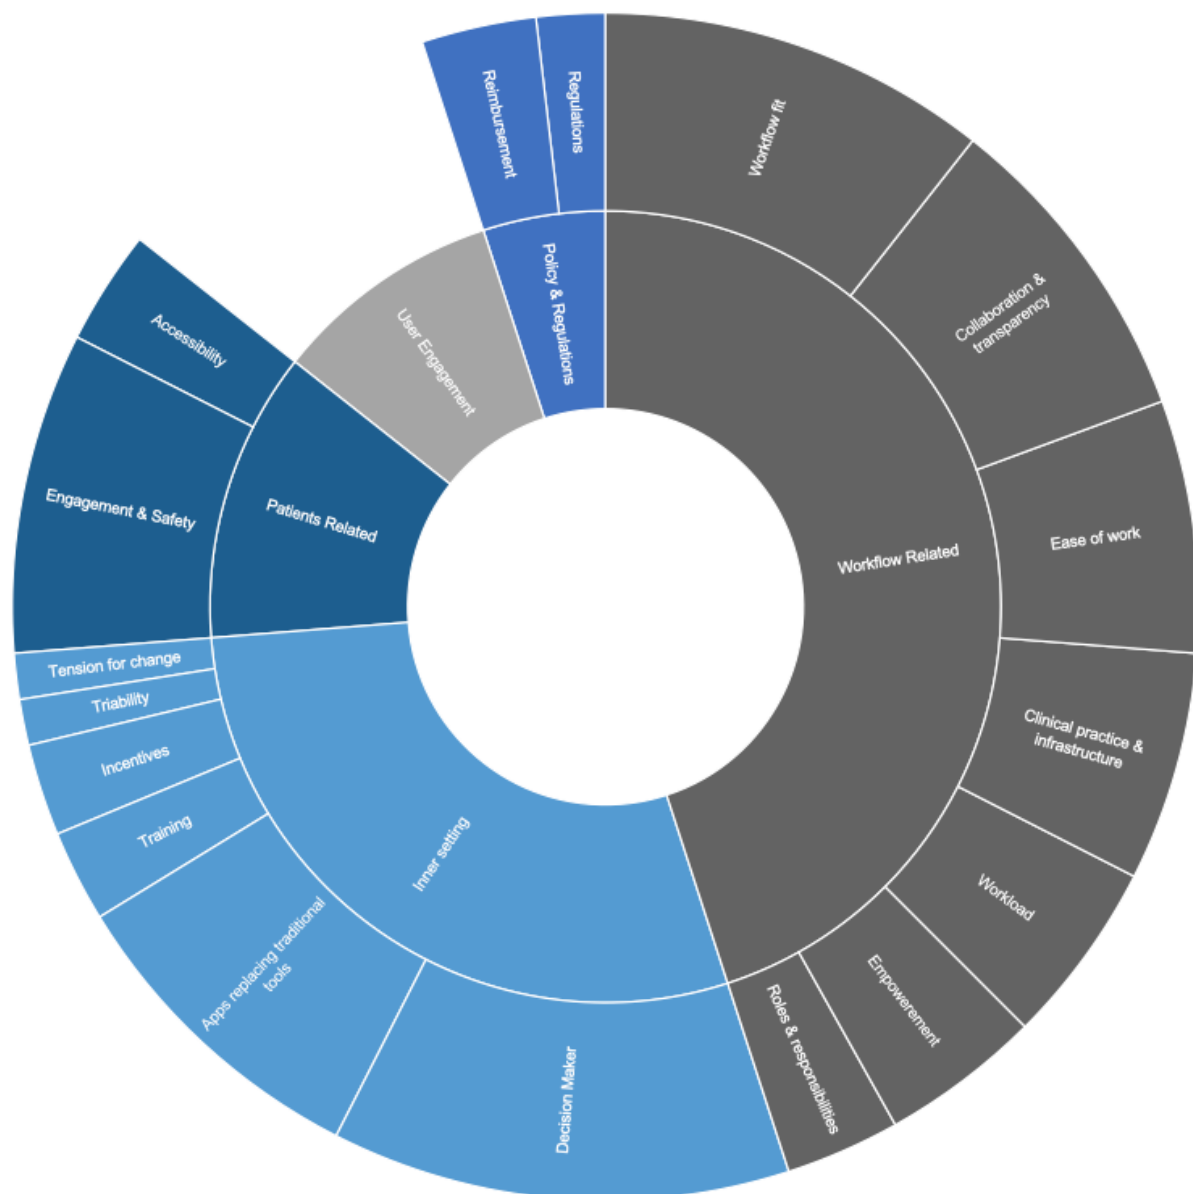 Workflow Related
Workflow fit
Collaboration &
transparency
Ease of work
Clinical practice &
infrastructure
Workload
Empowerement
Roles & responsibilities
Inner setting
Decision Maker
Apps replacing traditional
tools
Training
Incentives
Triability
Tension for change
Patients Related
Engagement & Safety
Accessibility
User Engagement
Policy & Regulations
Reimbursement
Regulations